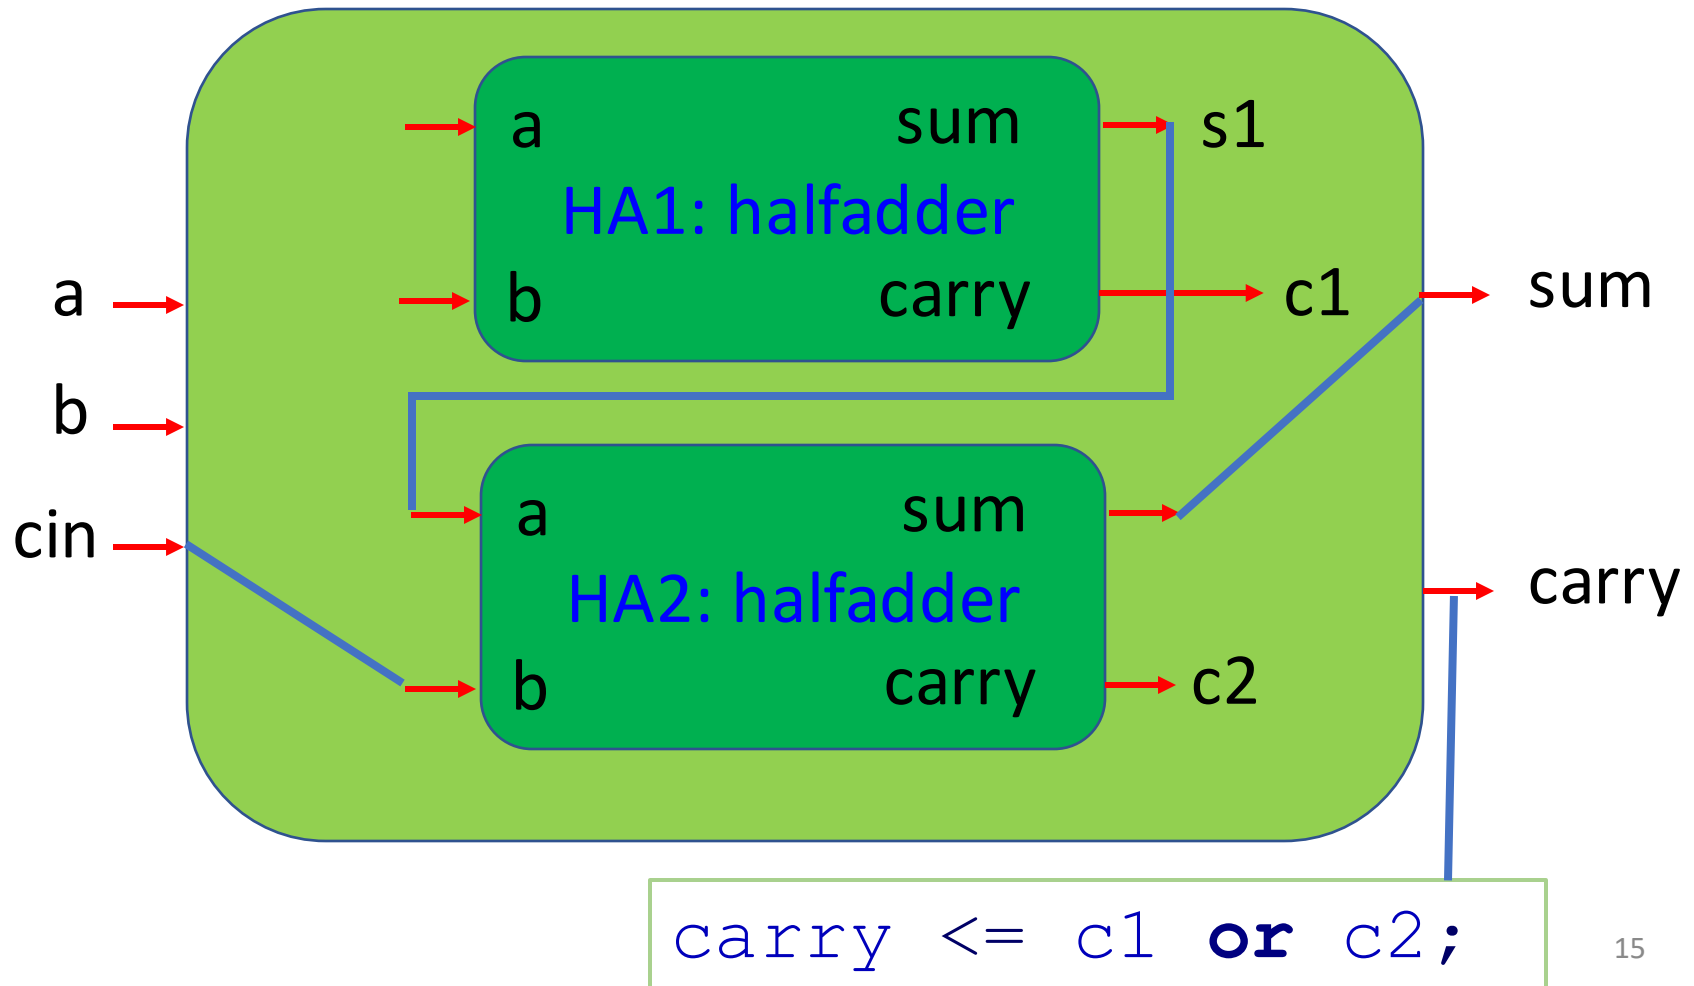 a sum s1
HA1: halfadder
b carry c1
a
sum
b
a sum
cin
HA2: halfadder
carry
b carry c2
carry <= c1 or c2;
15